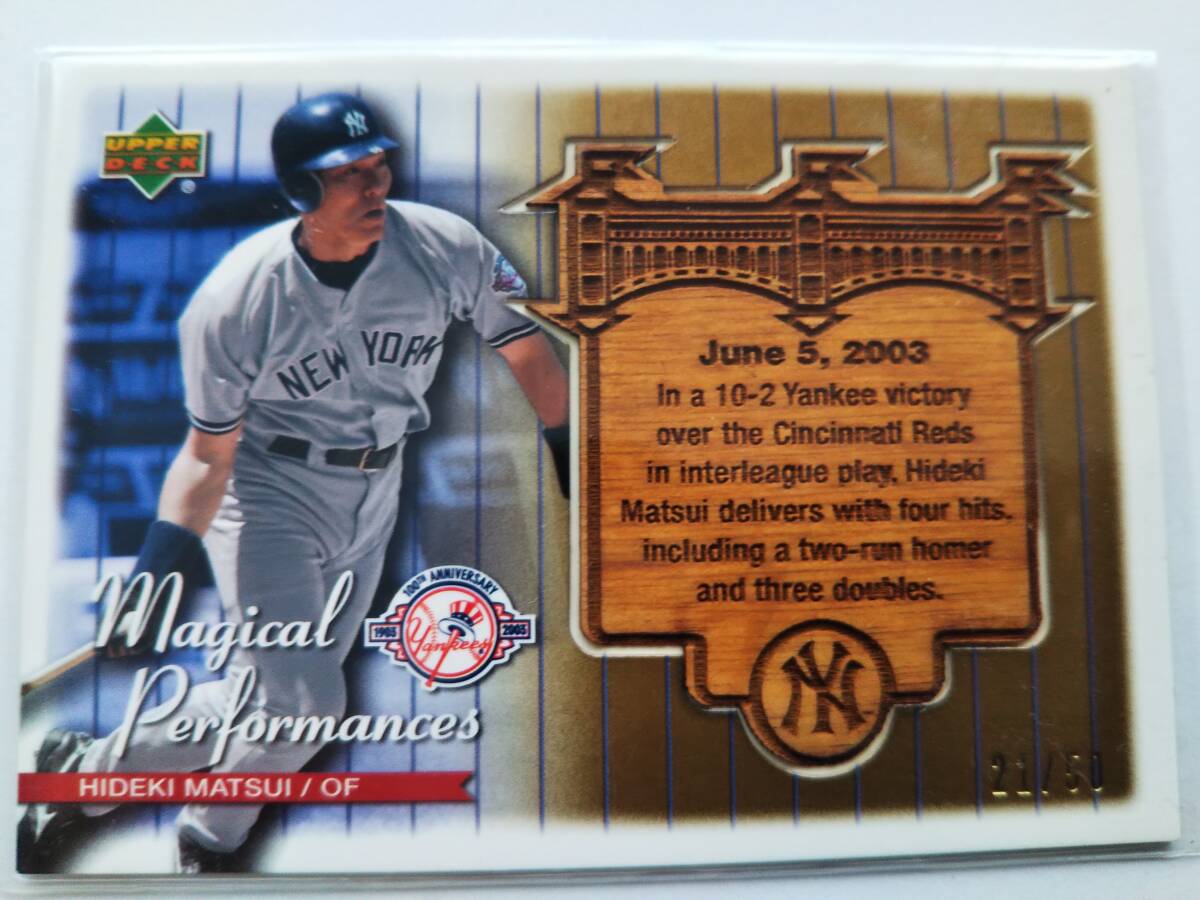 UPPER
DECK
®
NY
NEW YORK
Magical
Performances
100TH ANNIVERSARY
1903
2003
Yankees
HIDEKI MATSUI / OF
June 5, 2003
In a 10-2 Yankee victory
over the Cincinnati Reds
in interleague play, Hideki
Matsui delivers with four hits,
including a two-run homer
and three doubles.
NY
21/50